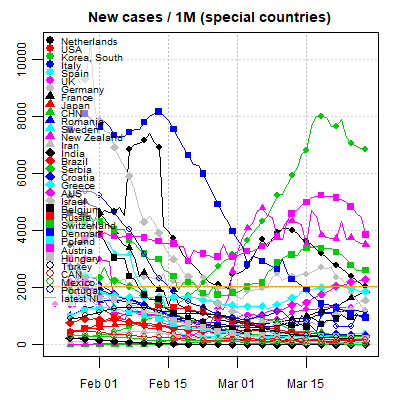 New cases / 1M (special countries)
Netherlands
USA
Korea, South
Italy
Spain
UK
Germany
France
Japan
CHN
Romania
Sweden
New Zealand
Iran
India
Brazil
Serbia
Croatia
Greece
AUS
Israel
Belgium
Russia
Switzerland
Denmark
Poland
Austria
Hungary
Turkey
CAN
Mexico
Portugal
latest NL
0
2000
4000
6000
8000
10000
Feb 01
Feb 15
Mar 01
Mar 15